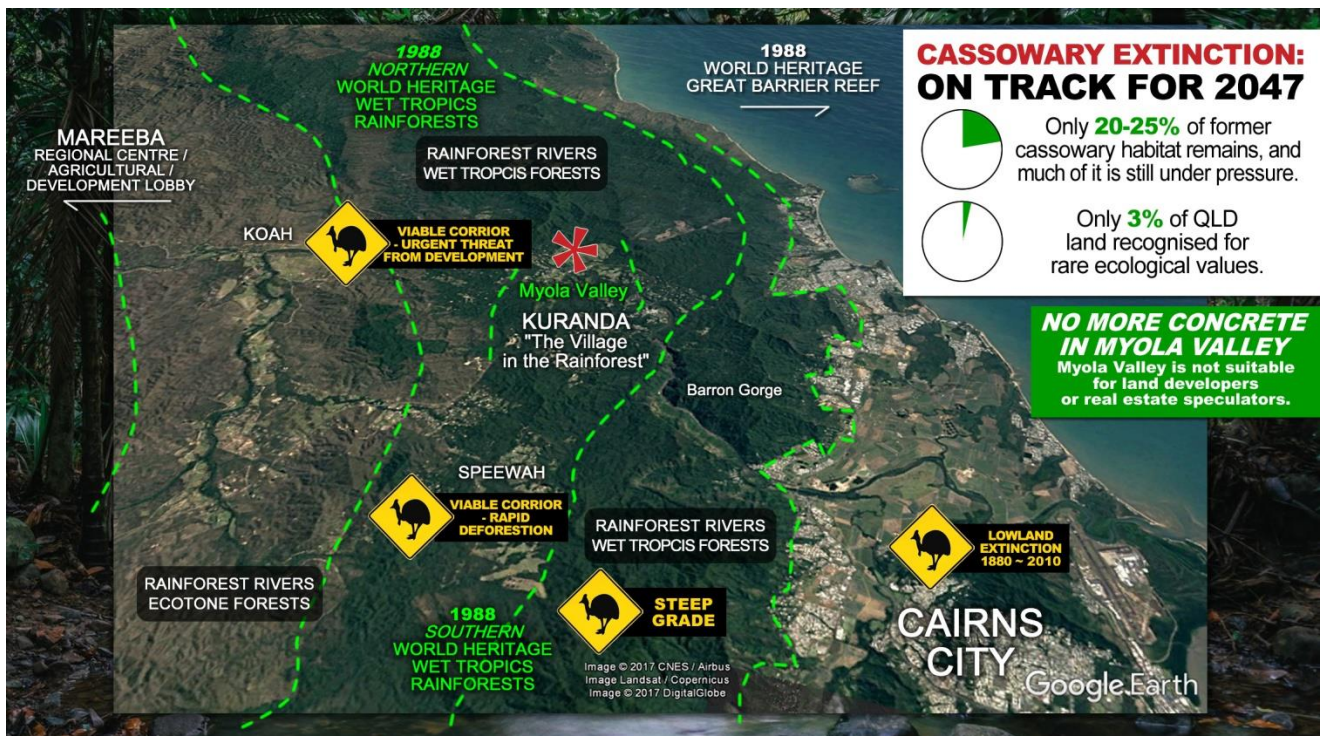 1988
NORTHERN
WORLD HERITAGE
WET TROPICS
RAINFORESTS
1988
WORLD HERITAGE
GREAT BARRIER REEF
CASSOWARY EXTINCTION:
ON TRACK FOR 2047
Only 20-25% of former
cassowary habitat remains, and
much of it is still under pressure.
Only 3% of QLD
land recognised for
rare ecological values.
MAREEBA
REGIONAL CENTRE /
AGRICULTURAL /
DEVELOPMENT LOBBY
RAINFOREST RIVERS
WET TROPCIS FORESTS
KOAH
VIABLE CORRIOR
- URGENT THREAT
FROM DEVELOPMENT
Myola Valley
KURANDA
"The Village
in the Rainforest"
NO MORE CONCRETE
IN MYOLA VALLEY
Myola Valley is not suitable
for land developers
or real estate speculators.
Barron Gorge
SPEEWAH
VIABLE CORRIOR
- RAPID
DEFORESTION
RAINFOREST RIVERS
WET TROPCIS FORESTS
LOWLAND
EXTINCTION
1880 ~ 2010
RAINFOREST RIVERS
ECOTONE FORESTS
STEEP
GRADE
CAIRNS
CITY
1988
SOUTHERN
WORLD HERITAGE
WET TROPICS
RAINFORESTS
Image © 2017 CNES / Airbus
Image Landsat / Copernicus
Image © 2017 DigitalGlobe
Google Earth